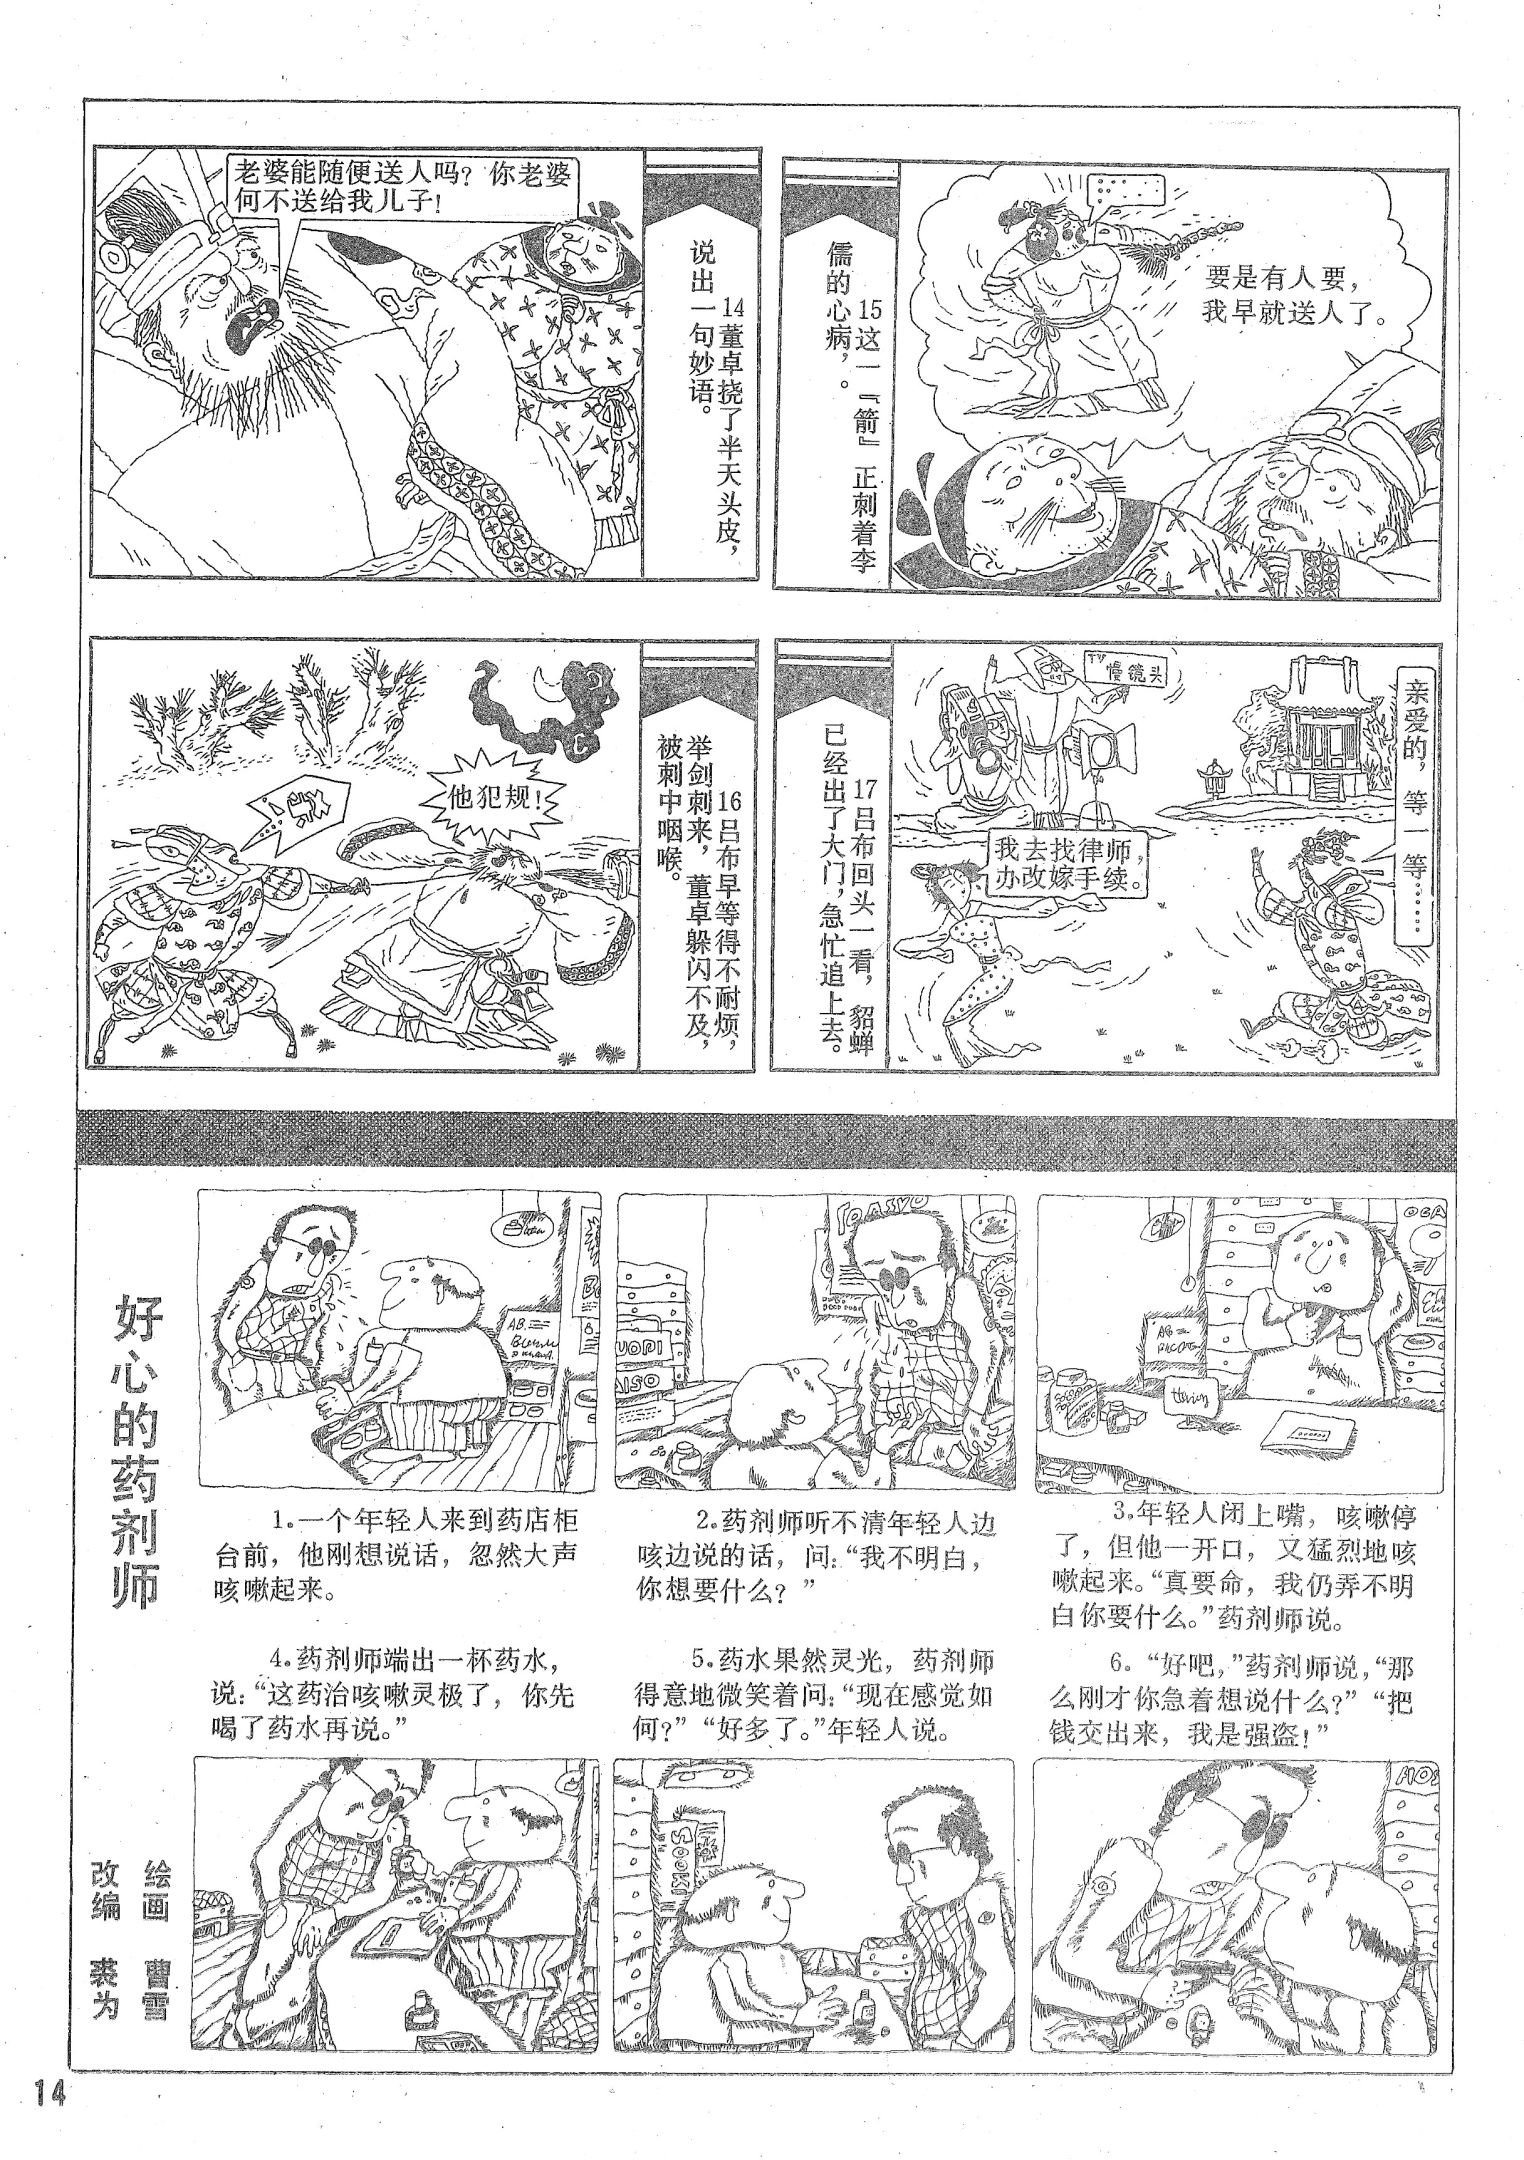 老婆能随便送人吗？你老婆
何不送给我儿子！
14董卓挠了半天头皮，
说出一句妙语。
15这一『箭』正刺着李
儒的心病，。
……
要是有人要，
我早就送人了。
他犯规！
16吕布早等得不耐烦，
举剑刺来，董卓躲闪不及，
被刺中咽喉。
17吕布回头一看，貂蝉
已经出了大门，急忙追上去。
TV
慢镜头
亲爱的，等一等……
我去找律师，
办改嫁手续。
好心的药剂师
1.一个年轻人来到药店柜
台前，他刚想说话，忽然大声
咳嗽起来。
2.药剂师听不清年轻人边
咳边说的话，问：“我不明白，
你想要什么？”
3.年轻人闭上嘴，咳嗽停
了，但他一开口，又猛烈地咳
嗽起来。“真要命，我仍弄不明
白你要什么。”药剂师说。
4.药剂师端出一杯药水，
说：“这药治咳嗽灵极了，你先
喝了药水再说。”
5.药水果然灵光，药剂师
得意地微笑着问：“现在感觉如
何？”“好多了。”年轻人说。
6.“好吧，”药剂师说，“那
么刚才你急着想说什么？”“把
钱交出来，我是强盗！”
SOOKI
绘画 曹雪
改编 裘为
14